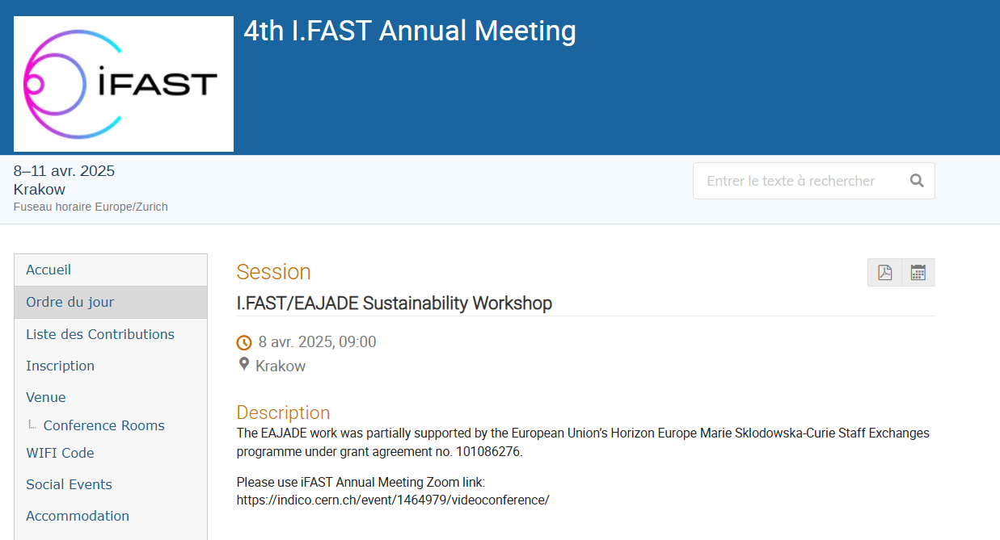 4th I.FAST Annual Meeting
iFAST
8–11 avr. 2025
Krakow
Fuseau horaire Europe/Zurich
Entrer le texte à rechercher
Accueil
Ordre du jour
Liste des Contributions
Inscription
Venue
Conference Rooms
WIFI Code
Social Events
Accommodation
Session
I.FAST/EAJADE Sustainability Workshop
8 avr. 2025, 09:00
Krakow
Description
The EAJADE work was partially supported by the European Union’s Horizon Europe Marie Sklodowska-Curie Staff Exchanges
programme under grant agreement no. 101086276.
Please use iFAST Annual Meeting Zoom link:
https://indico.cern.ch/event/1464979/videoconference/